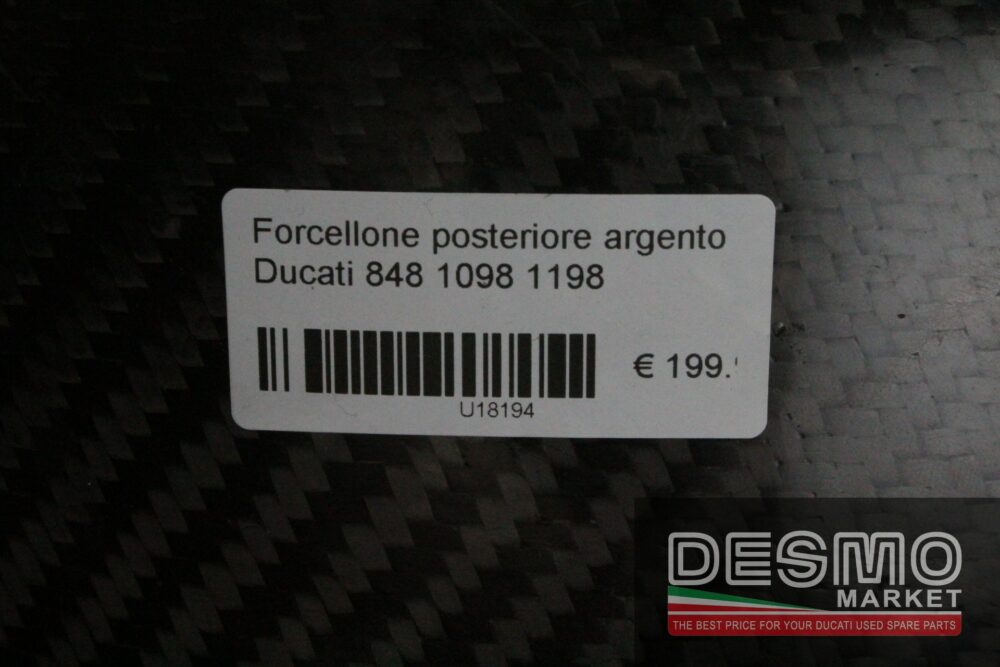 Forcellone posteriore argento
Ducati 848 1098 1198
€ 199.
U18194
DESMO
MARKET
THE BEST PRICE FOR YOUR DUCATI USED SPARE PARTS